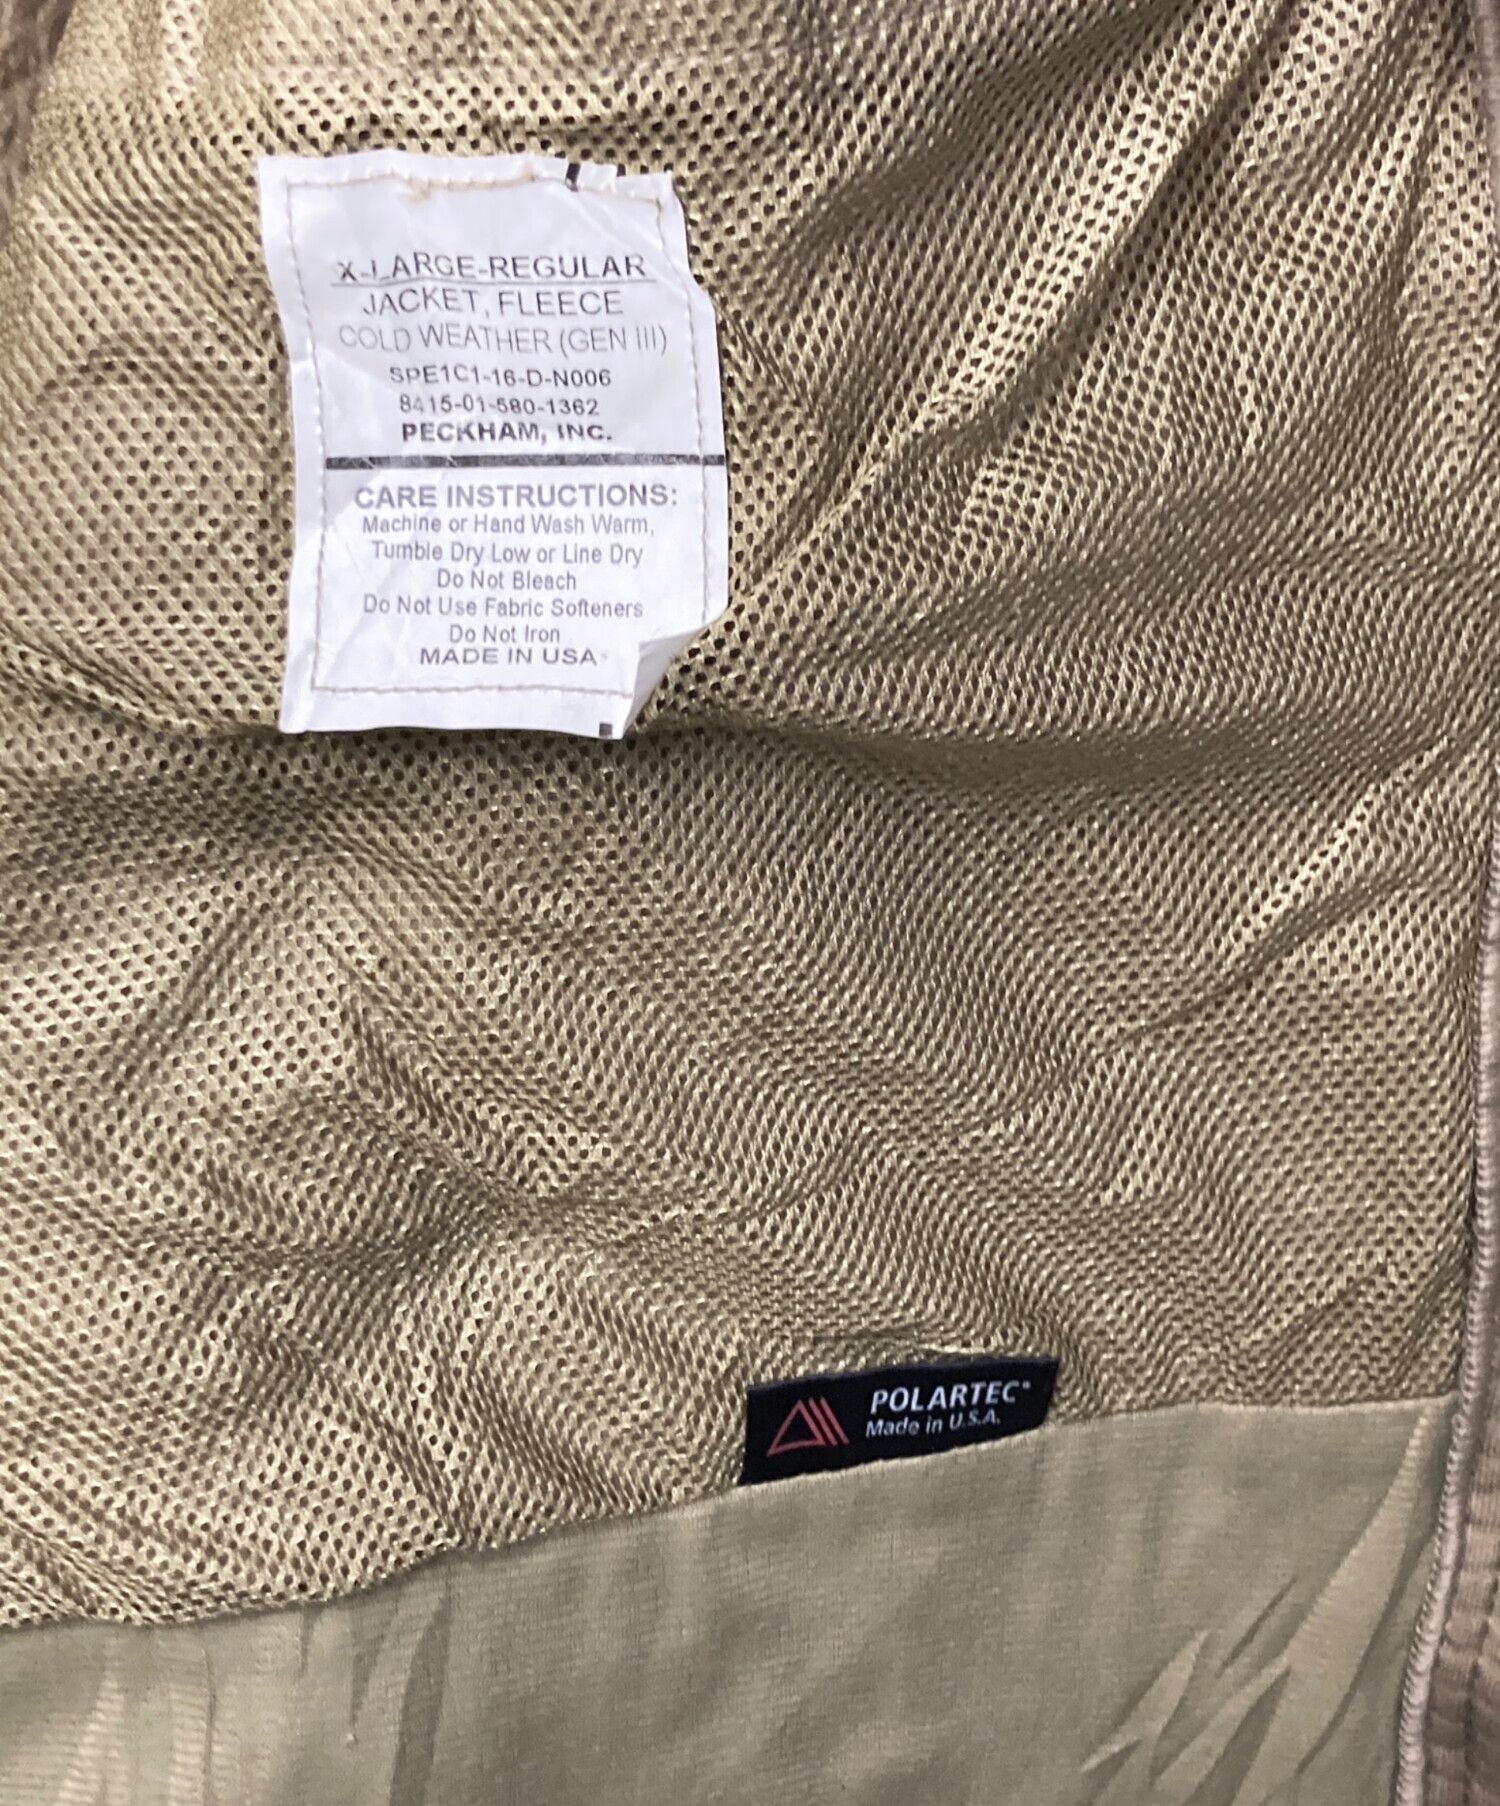 X-LARGE-REGULAR
JACKET, FLEECE
COLD WEATHER (GEN III)
SPE1C1-16-D-N006
8415-01-580-1362
PECKHAM, INC.
CARE INSTRUCTIONS:
Machine or Hand Wash Warm,
Tumble Dry Low or Line Dry
Do Not Bleach
Do Not Use Fabric Softeners
Do Not Iron
MADE IN USA
POLARTEC®
Made in U.S.A.